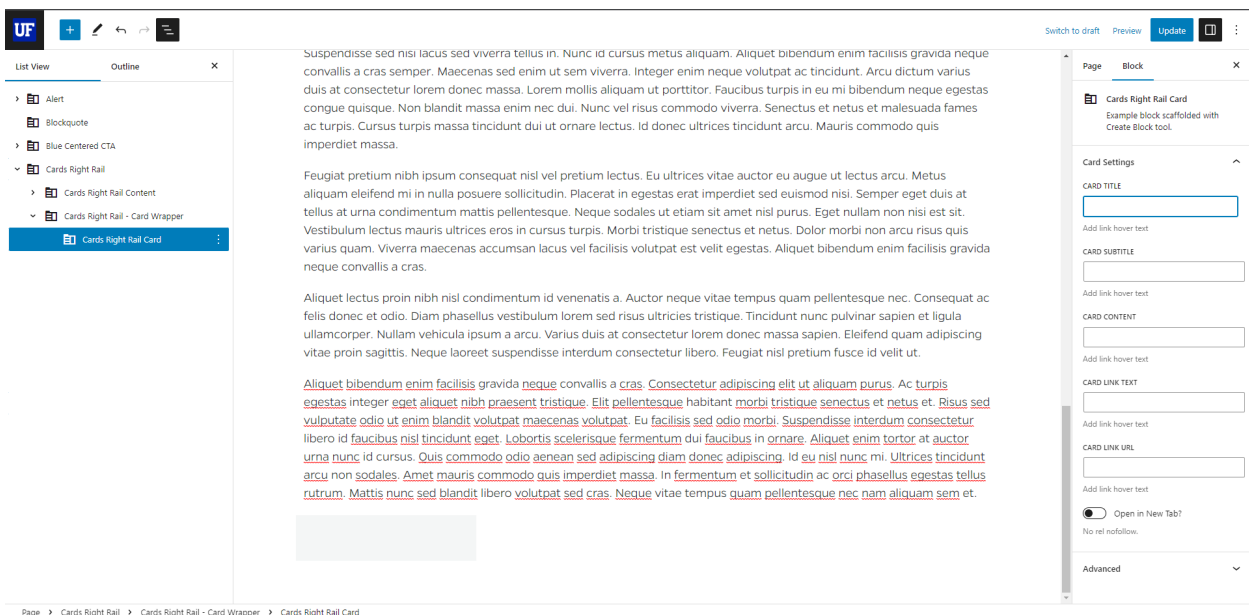 UF
Switch to draft Preview Update
List View Outline
Alert
Blockquote
Blue Centered CTA
Cards Right Rail
Cards Right Rail Content
Cards Right Rail - Card Wrapper
Cards Right Rail Card
Suspendisse sed nisi lacus sed viverra tellus in. Nunc id cursus metus aliquam. Aliquet bibendum enim facilisis gravida neque
convallis a cras semper. Maecenas sed enim ut sem viverra. Integer enim neque volutpat ac tincidunt. Arcu dictum varius
duis at consectetur lorem donec massa. Lorem mollis aliquam ut porttitor. Faucibus turpis in eu mi bibendum neque egestas
congue quisque. Non blandit massa enim nec dui. Nunc vel risus commodo viverra. Senectus et netus et malesuada fames
ac turpis. Cursus turpis massa tincidunt dui ut ornare lectus. Id donec ultrices tincidunt arcu. Mauris commodo quis
imperdiet massa.
Feugiat pretium nibh ipsum consequat nisl vel pretium lectus. Eu ultrices vitae auctor eu augue ut lectus arcu. Metus
aliquam eleifend mi in nulla posuere sollicitudin. Placerat in egestas erat imperdiet sed euismod nisi. Semper eget duis at
tellus at urna condimentum mattis pellentesque. Neque sodales ut etiam sit amet nisl purus. Eget nullam non nisi est sit.
Vestibulum lectus mauris ultrices eros in cursus turpis. Morbi tristique senectus et netus. Dolor morbi non arcu risus quis
varius quam. Viverra maecenas accumsan lacus vel facilisis volutpat est velit egestas. Aliquet bibendum enim facilisis gravida
neque convallis a cras.
Aliquet lectus proin nibh nisl condimentum id venenatis a. Auctor neque vitae tempus quam pellentesque nec. Consequat ac
felis donec et odio. Diam phasellus vestibulum lorem sed risus ultricies tristique. Tincidunt nunc pulvinar sapien et ligula
ullamcorper. Nullam vehicula ipsum a arcu. Varius duis at consectetur lorem donec massa sapien. Eleifend quam adipiscing
vitae proin sagittis. Neque laoreet suspendisse interdum consectetur libero. Feugiat nisl pretium fusce id velit ut.
Aliquet bibendum enim facilisis gravida neque convallis a cras. Consectetur adipiscing elit ut aliquam purus. Ac turpis
egestas integer eget aliquet nibh praesent tristique. Elit pellentesque habitant morbi tristique senectus et netus et. Risus sed
vulputate odio ut enim blandit volutpat maecenas volutpat. Eu facilisis sed odio morbi. Suspendisse interdum consectetur
libero id faucibus nisl tincidunt eget. Lobortis scelerisque fermentum dui faucibus in ornare. Aliquet enim tortor at auctor
urna nunc id cursus. Quis commodo odio aenean sed adipiscing diam donec adipiscing. Id eu nisl nunc mi. Ultrices tincidunt
arcu non sodales. Amet mauris commodo quis imperdiet massa. In fermentum et sollicitudin ac orci phasellus egestas tellus
rutrum. Mattis nunc sed blandit libero volutpat sed cras. Neque vitae tempus quam pellentesque nec nam aliquam sem et.
Page Block
Cards Right Rail Card
Example block scaffolded with
Create Block tool.
Card Settings
CARD TITLE
Add link hover text
CARD SUBTITLE
Add link hover text
CARD CONTENT
Add link hover text
CARD LINK TEXT
Add link hover text
CARD LINK URL
Add link hover text
Open in New Tab?
No rel nofollow.
Advanced
Page Cards Right Rail Cards Right Rail - Card Wrapper Cards Right Rail Card